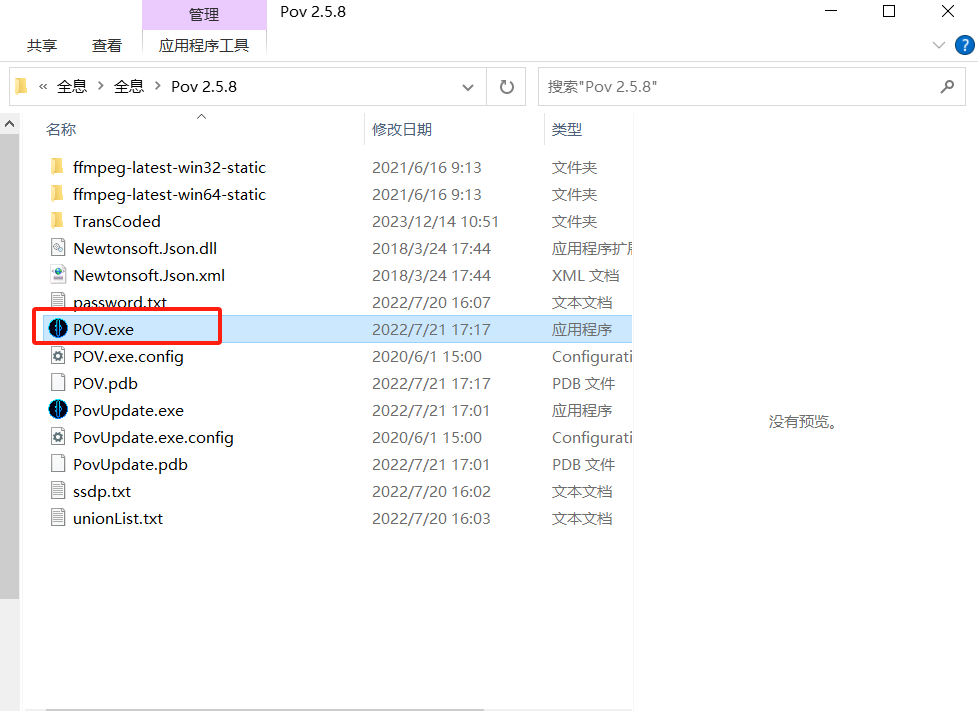 管理
Pov 2.5.8
共享
查看
应用程序工具
?
« 全息 > 全息 > Pov 2.5.8
搜索"Pov 2.5.8"
名称 修改日期 类型
ffmpeg-latest-win32-static 2021/6/16 9:13 文件夹
ffmpeg-latest-win64-static 2021/6/16 9:13 文件夹
TransCoded 2023/12/14 10:51 文件夹
Newtonsoft.Json.dll 2018/3/24 17:44 应用程序扩
Newtonsoft.Json.xml 2018/3/24 17:44 XML 文档
password.txt 2022/7/20 16:07 文本文档
POV.exe 2022/7/21 17:17 应用程序
POV.exe.config 2020/6/1 15:00 Configurati
POV.pdb 2022/7/21 17:17 PDB 文件
PovUpdate.exe 2022/7/21 17:01 应用程序
PovUpdate.exe.config 2020/6/1 15:00 Configurati
PovUpdate.pdb 2022/7/21 17:01 PDB 文件
ssdp.txt 2022/7/20 16:02 文本文档
unionList.txt 2022/7/20 16:03 文本文档
没有预览。